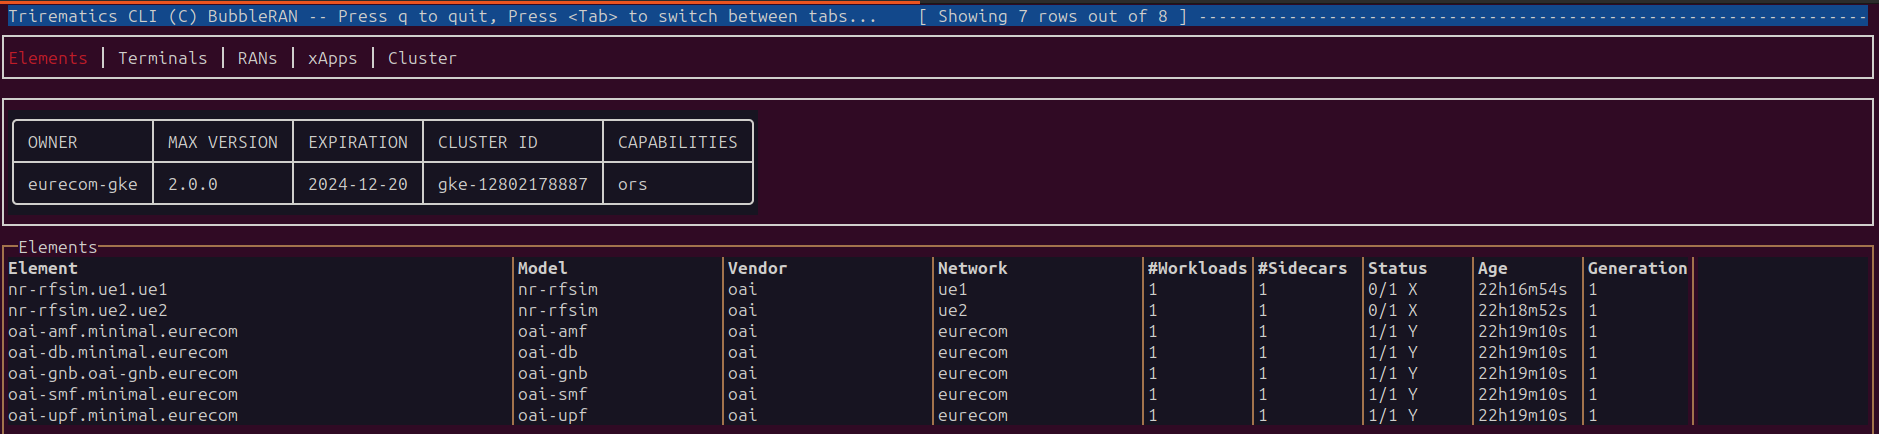 Trirematics CLI (C) BubbleRAN -- Press q to quit, Press <Tab> to switch between tabs...    [ Showing 7 rows out of 8 ] -------------------------------------------------------------------
Elements | Terminals | RANs | xApps | Cluster
OWNER MAX VERSION EXPIRATION CLUSTER ID CAPABILITIES
eurecom-gke 2.0.0 2024-12-20 gke-12802178887 ors
Elements
Element Model Vendor Network #Workloads #Sidecars Status Age Generation
nr-rfsim.ue1.ue1 nr-rfsim oai ue1 1 1 0/1 X 22h16m54s 1
nr-rfsim.ue2.ue2 nr-rfsim oai ue2 1 1 0/1 X 22h18m52s 1
oai-amf.minimal.eurecom oai-amf oai eurecom 1 1 1/1 Y 22h19m10s 1
oai-db.minimal.eurecom oai-db oai eurecom 1 1 1/1 Y 22h19m10s 1
oai-gnb.oai-gnb.eurecom oai-gnb oai eurecom 1 1 1/1 Y 22h19m10s 1
oai-smf.minimal.eurecom oai-smf oai eurecom 1 1 1/1 Y 22h19m10s 1
oai-upf.minimal.eurecom oai-upf oai eurecom 1 1 1/1 Y 22h19m10s 1